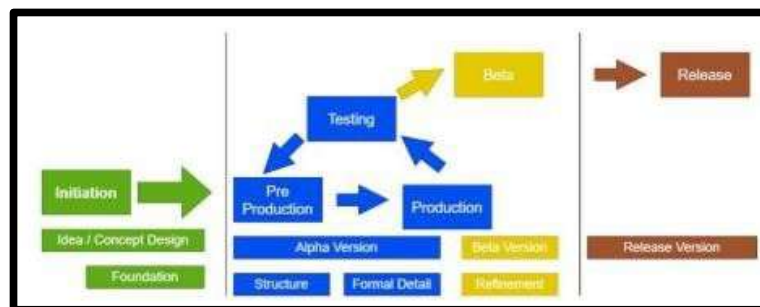 Beta
Release
Testing
Initiation
Pre
Production
Production
Idea / Concept Design
Alpha Version
Beta Version
Release Version
Foundation
Structure
Formal Detail
Refinement